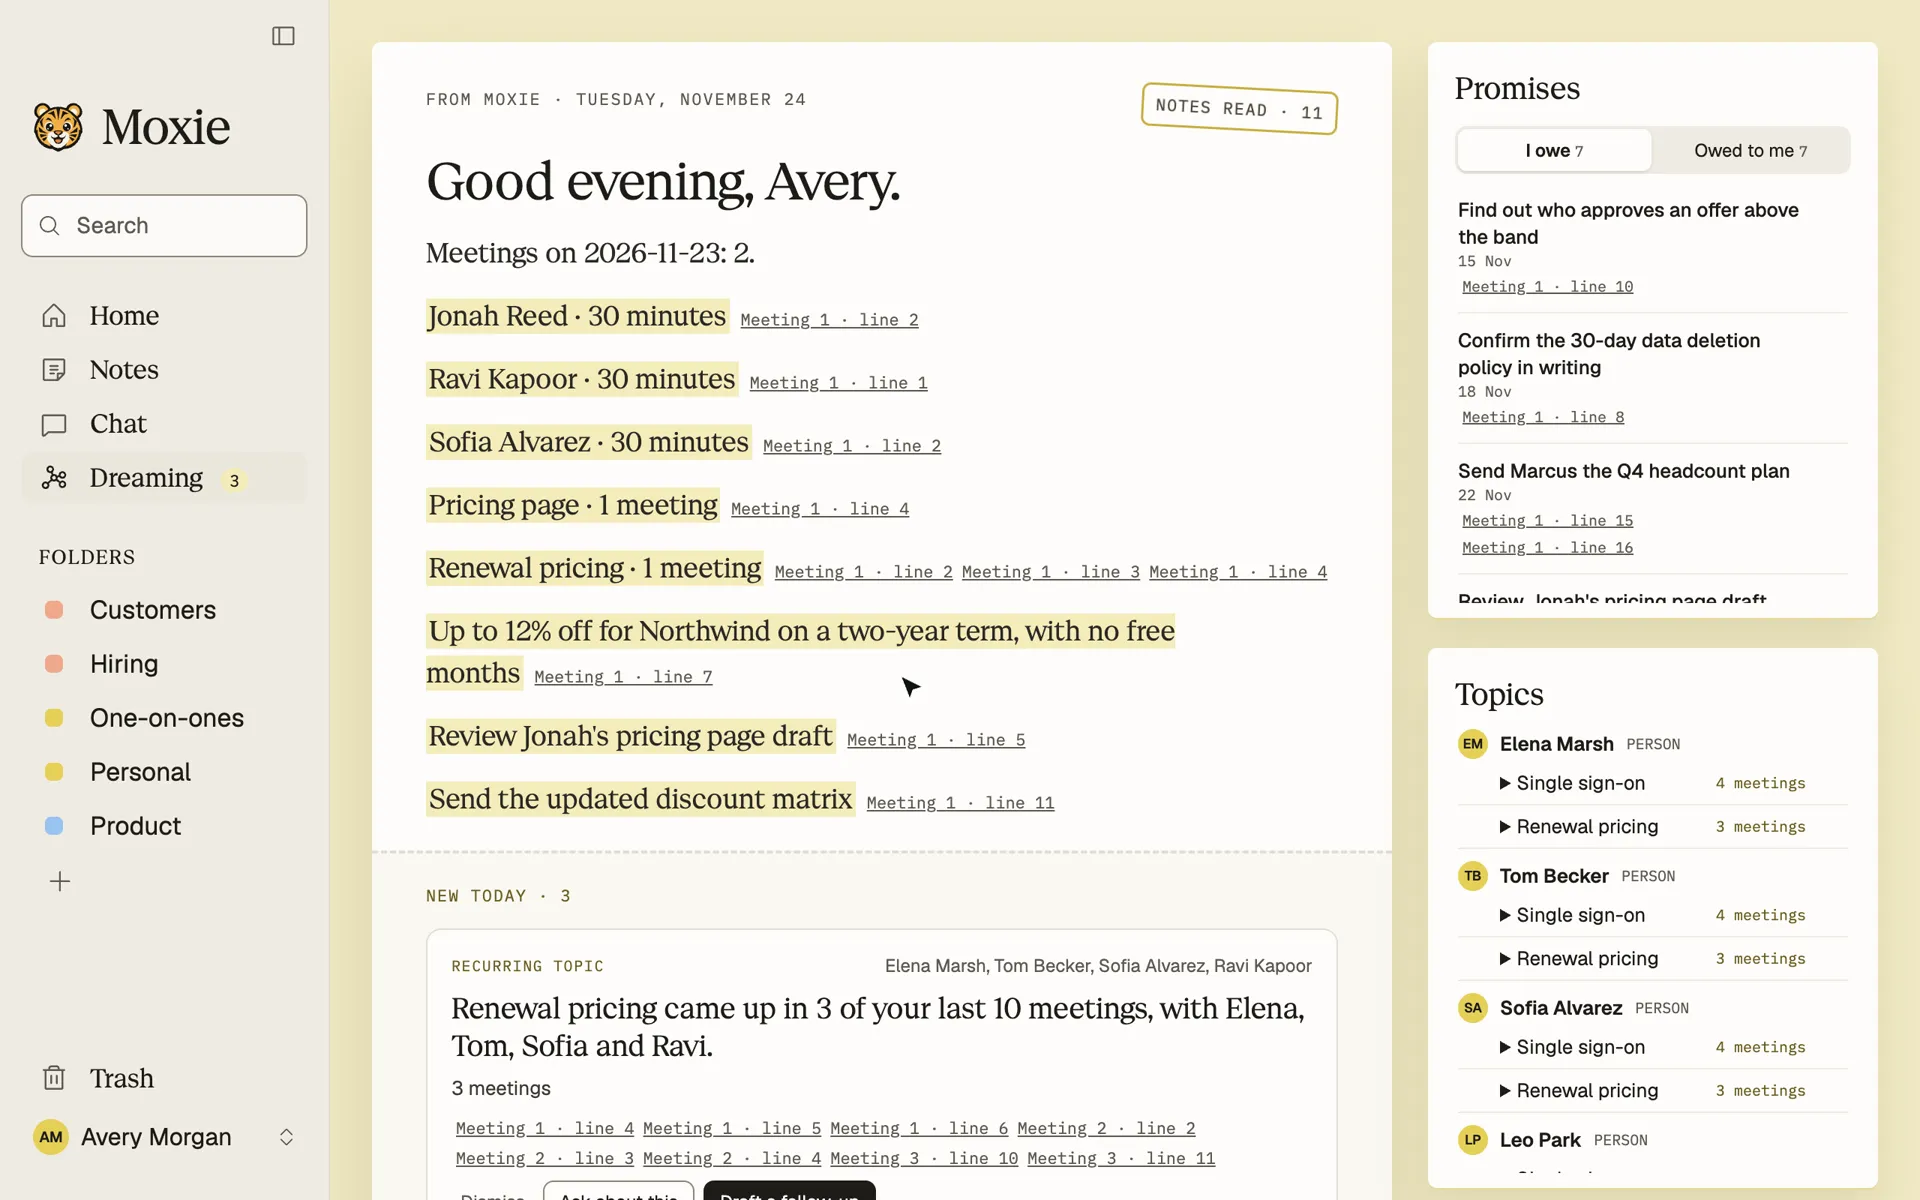 Moxie
Search
Home
Notes
Chat
Dreaming 3
FOLDERS
Customers
Hiring
One-on-ones
Personal
Product
Trash
AM Avery Morgan
FROM MOXIE · TUESDAY, NOVEMBER 24
NOTES READ · 11
Good evening, Avery.
Meetings on 2026-11-23: 2.
Jonah Reed · 30 minutes Meeting 1 · line 2
Ravi Kapoor · 30 minutes Meeting 1 · line 1
Sofia Alvarez · 30 minutes Meeting 1 · line 2
Pricing page · 1 meeting Meeting 1 · line 4
Renewal pricing · 1 meeting Meeting 1 · line 2 Meeting 1 · line 3 Meeting 1 · line 4
Up to 12% off for Northwind on a two-year term, with no free
months Meeting 1 · line 7
Review Jonah's pricing page draft Meeting 1 · line 5
Send the updated discount matrix Meeting 1 · line 11
NEW TODAY · 3
RECURRING TOPIC Elena Marsh, Tom Becker, Sofia Alvarez, Ravi Kapoor
Renewal pricing came up in 3 of your last 10 meetings, with Elena,
Tom, Sofia and Ravi.
3 meetings
Meeting 1 · line 4 Meeting 1 · line 5 Meeting 1 · line 6 Meeting 2 · line 2
Meeting 2 · line 3 Meeting 2 · line 4 Meeting 3 · line 10 Meeting 3 · line 11
Dismiss Ask about this Draft a follow-up
Promises
I owe 7 Owed to me 7
Find out who approves an offer above
the band
15 Nov
Meeting 1 · line 10
Confirm the 30-day data deletion
policy in writing
18 Nov
Meeting 1 · line 8
Send Marcus the Q4 headcount plan
22 Nov
Meeting 1 · line 15
Meeting 1 · line 16
Review Jonah's pricing page draft
Topics
EM Elena Marsh PERSON
Single sign-on 4 meetings
Renewal pricing 3 meetings
TB Tom Becker PERSON
Single sign-on 4 meetings
Renewal pricing 3 meetings
SA Sofia Alvarez PERSON
Single sign-on 4 meetings
Renewal pricing 3 meetings
LP Leo Park PERSON